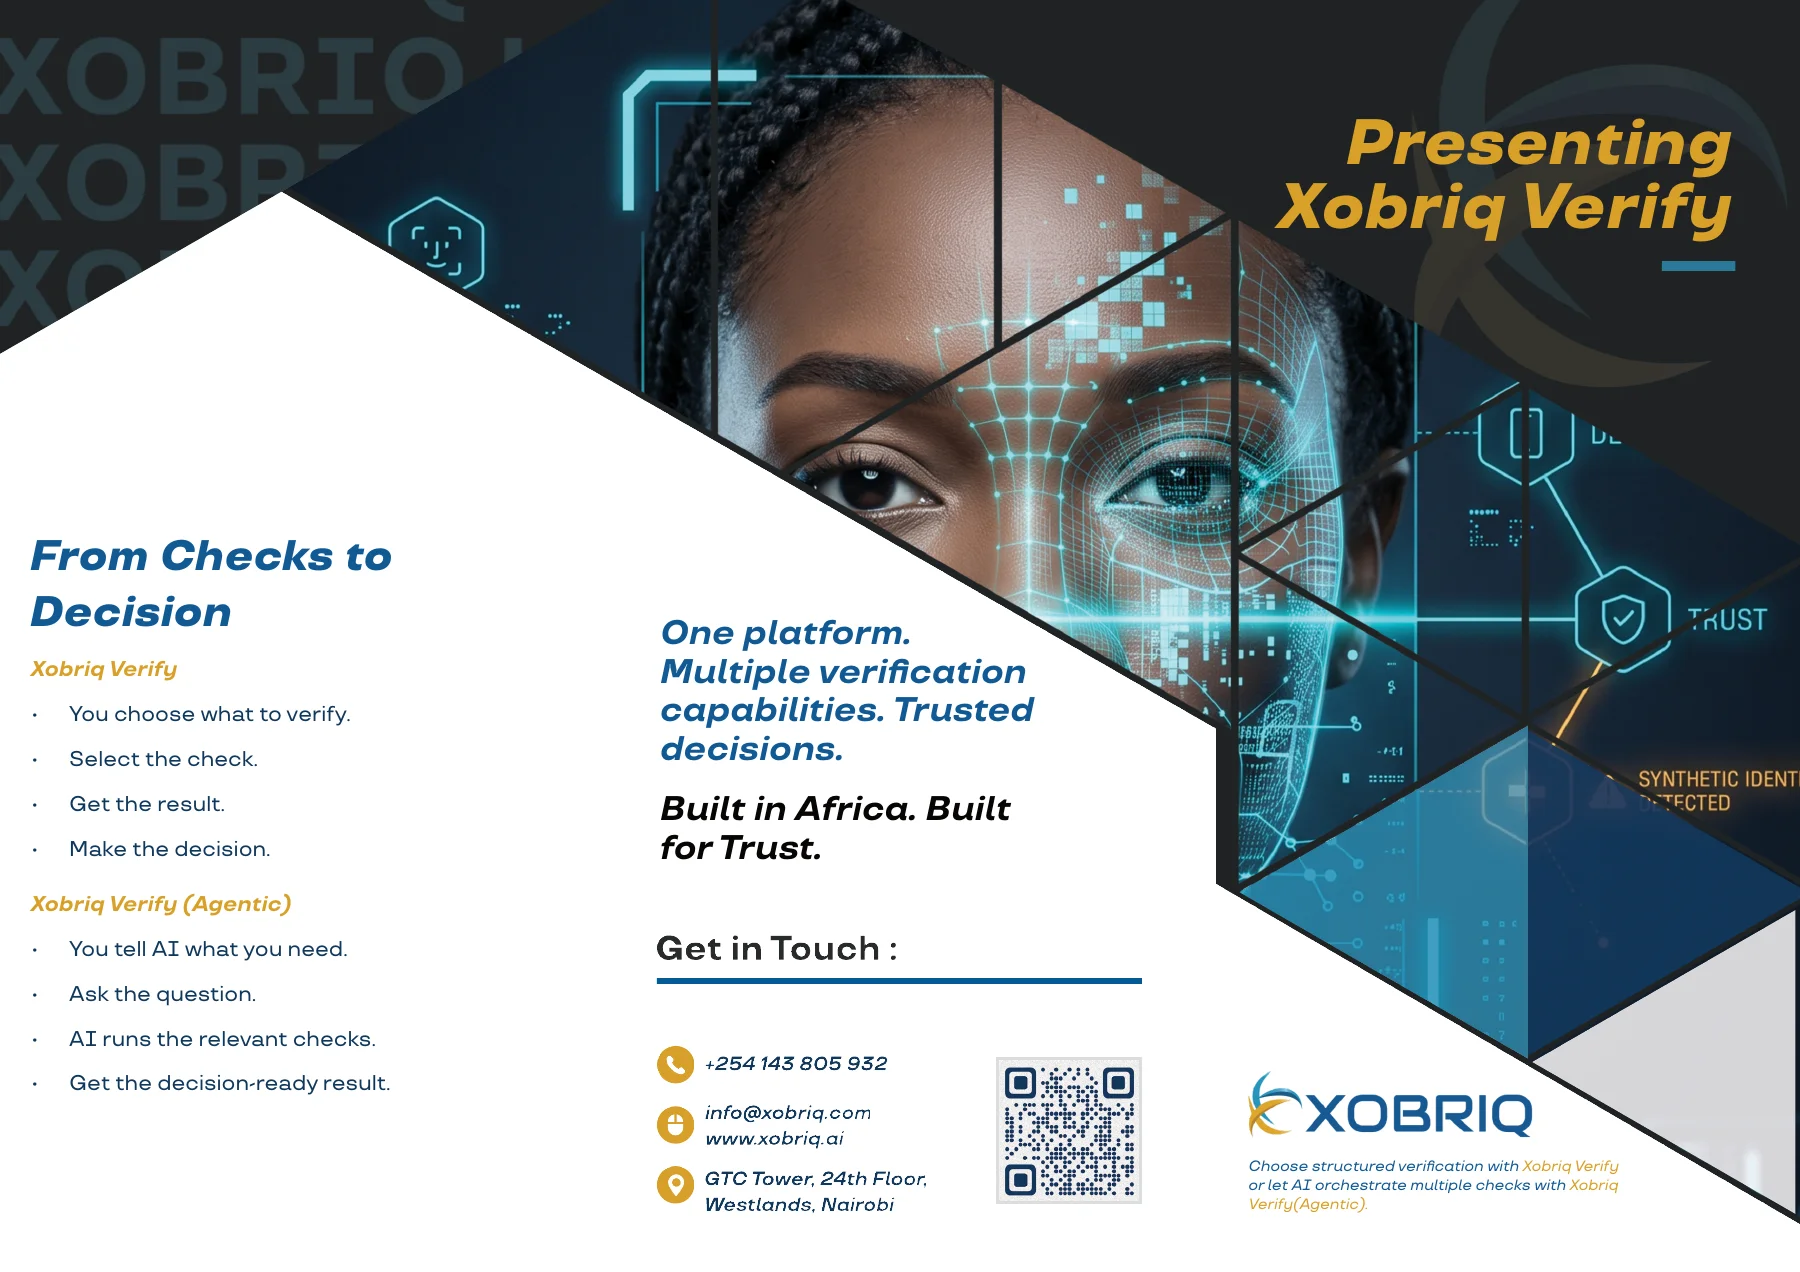 XOBRIQ
XOBRI
XO
Presenting
Xobriq Verify
DE
TRUST
SYNTHETIC IDENTI
DETECTED
From Checks to
Decision
Xobriq Verify
• You choose what to verify.
• Select the check.
• Get the result.
• Make the decision.
Xobriq Verify (Agentic)
• You tell AI what you need.
• Ask the question.
• AI runs the relevant checks.
• Get the decision-ready result.
One platform.
Multiple verification
capabilities. Trusted
decisions.
Built in Africa. Built
for Trust.
Get in Touch :
+254 143 805 932
info@xobriq.com
www.xobriq.ai
GTC Tower, 24th Floor,
Westlands, Nairobi
XOBRIQ
Choose structured verification with Xobriq Verify
or let AI orchestrate multiple checks with Xobriq
Verify(Agentic).